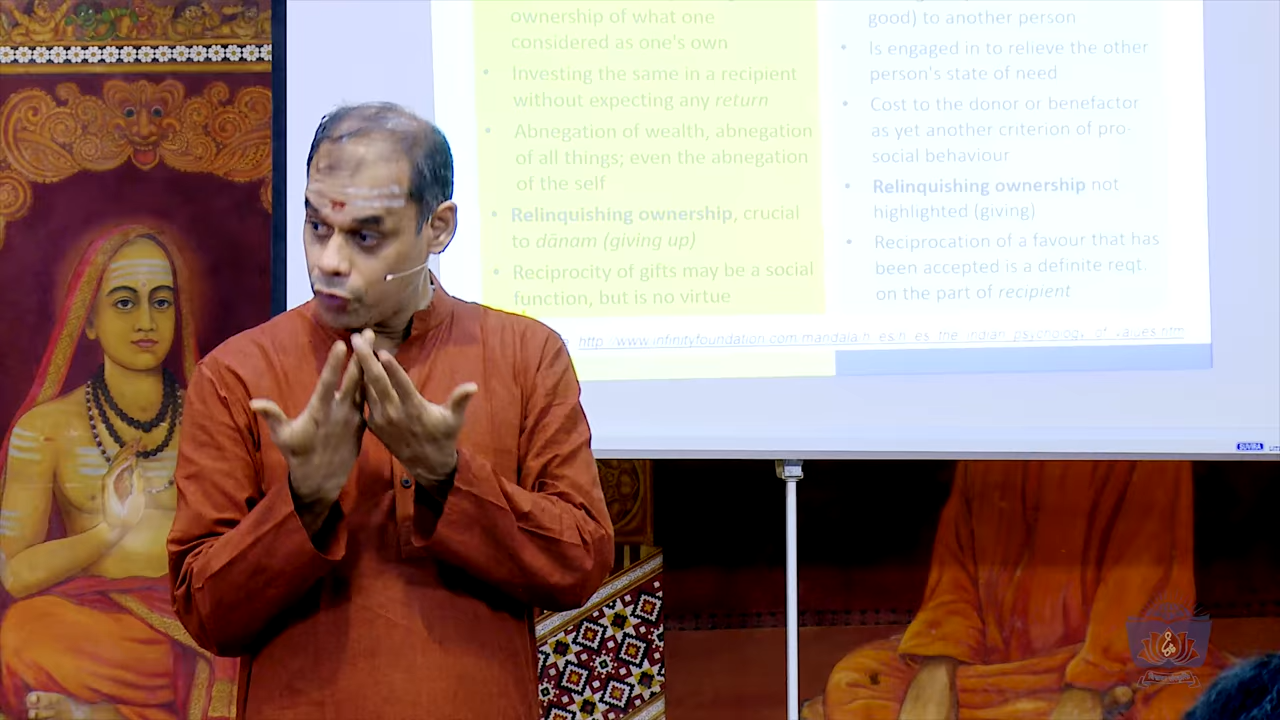 ownership of what one
considered as one's own
• Investing the same in a recipient
without expecting any return
• Abnegation of wealth, abnegation
of all things; even the abnegation
of the self
• Relinquishing ownership, crucial
to dānam (giving up)
• Reciprocity of gifts may be a social
function, but is no virtue
good) to another person
• Is engaged in to relieve the other
person's state of need
• Cost to the donor or benefactor
as yet another criterion of pro-
social behaviour
• Relinquishing ownership not
highlighted (giving)
• Reciprocation of a favour that has
been accepted is a definite reqt.
on the part of recipient